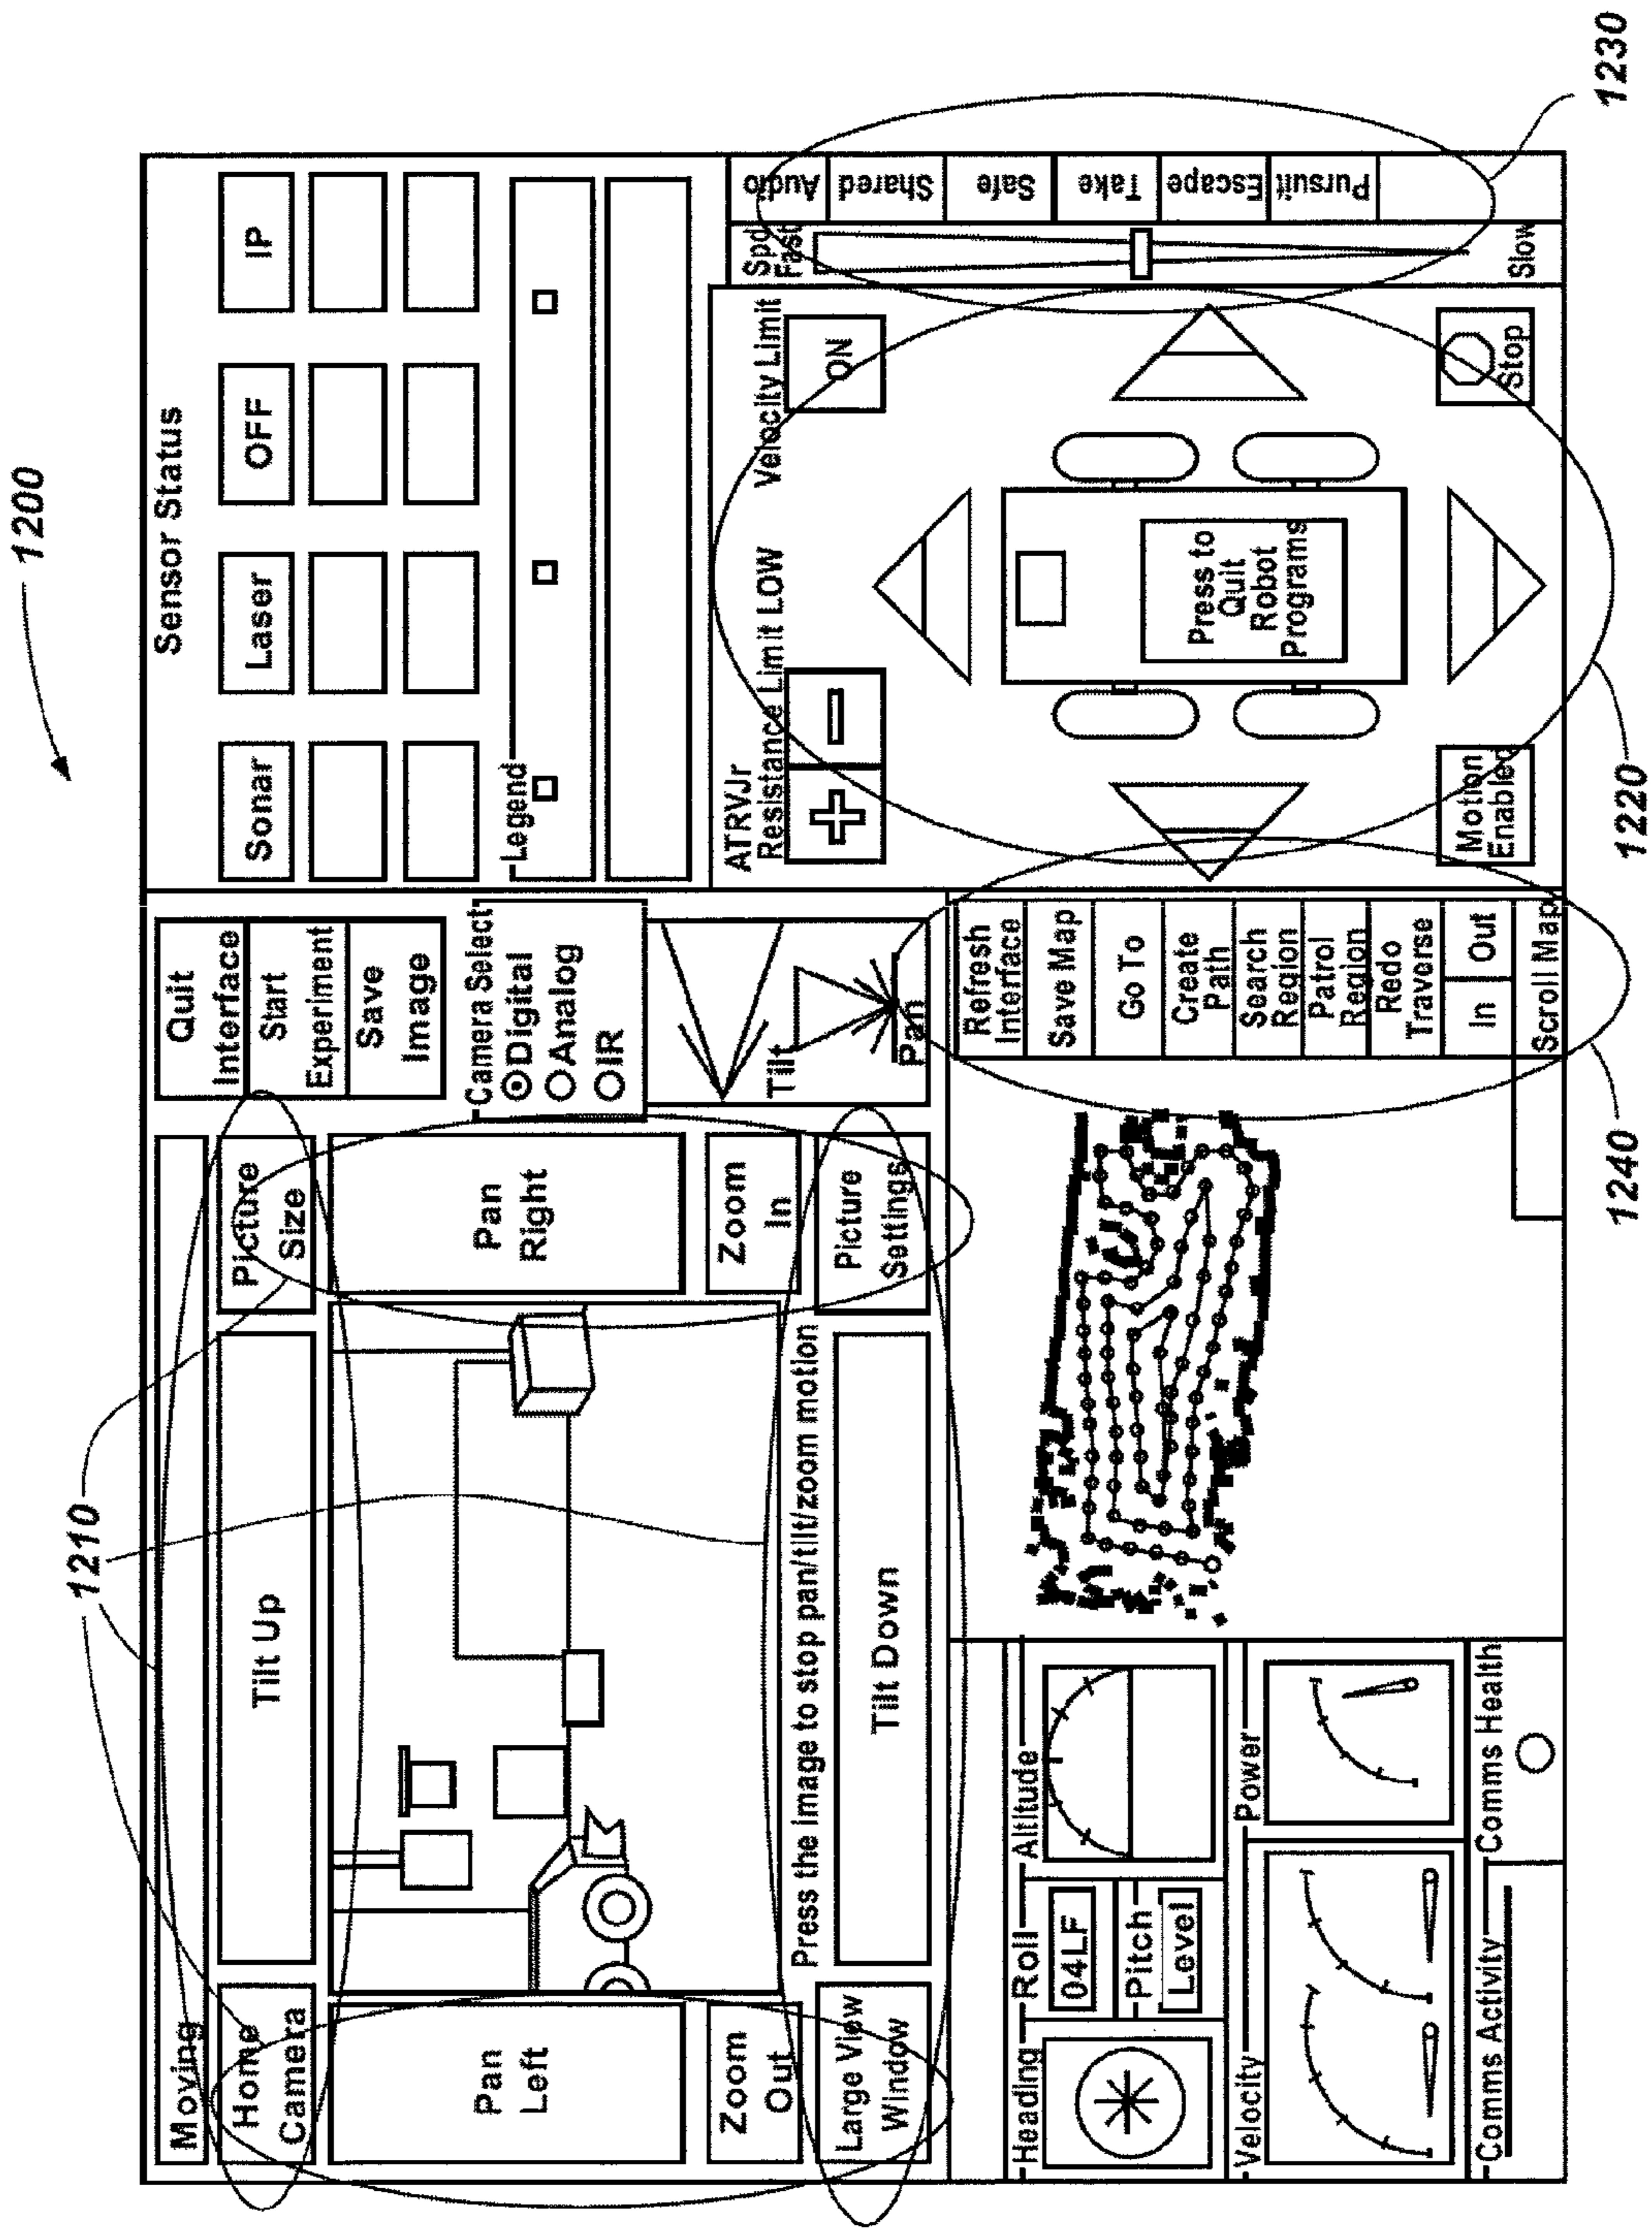 1200
1210
Moving
Home
Camera
Tilt Up
Picture
Size
Pan
Left
Pan
Right
Zoom
Out
Zoom
In
Press the image to stop pan/tilt/zoom motion
Large View
Window
Tilt Down
Picture
Settings
Quit
Interface
Start
Experiment
Save
Image
Camera Select
Digital
Analog
IR
Tilt
Pan
Sensor Status
Sonar
Laser
OFF
IP
Legend
ATRVJr
Resistance Limit LOW
Velocity Limit
ON
Press to
Quit
Robot
Programs
Motion
Enabled
Stop
Spd
Fast
Slow
Audio
Shared
Safe
Take
Escape
Pursuit
1230
1220
Heading
Roll
04LF
Pitch
Level
Altitude
Velocity
Power
Comms Activity
Comms Health
Refresh
Interface
Save Map
Go To
Create
Path
Search
Region
Patrol
Region
Redo
Traverse
In
Out
Scroll Map
1240